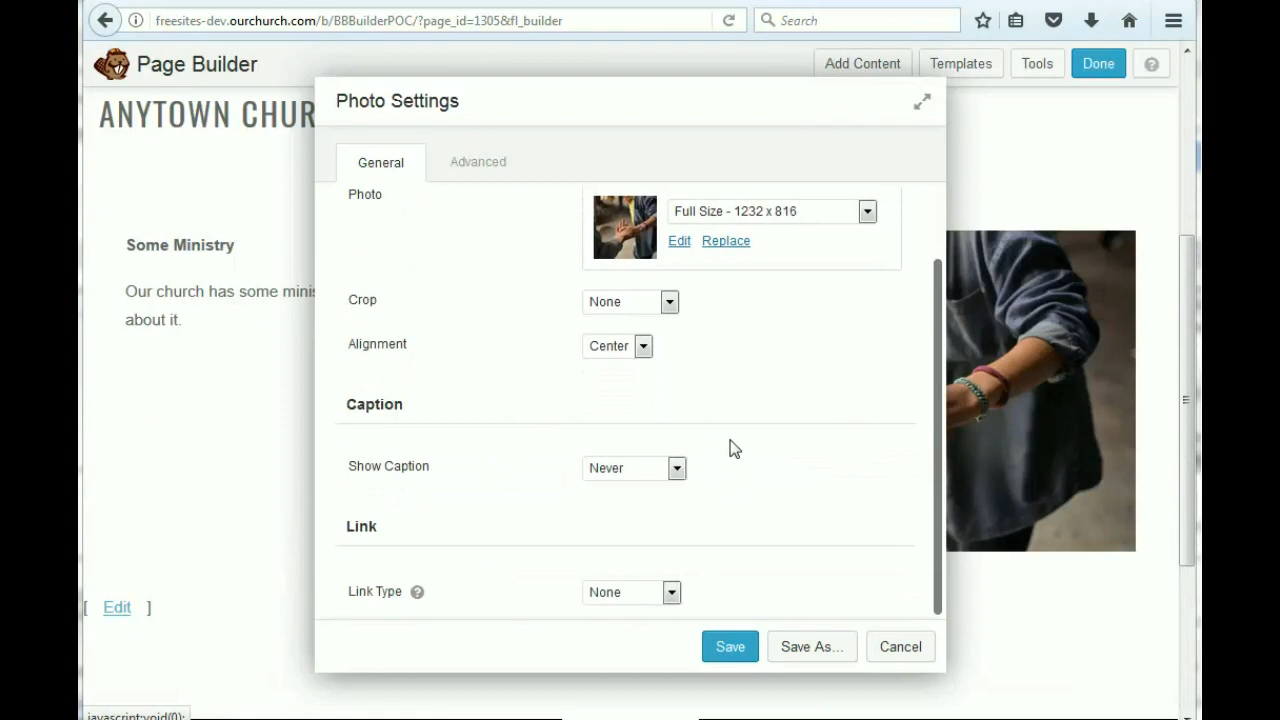 freesites-dev.ourchurch.com/b/BBBuilderPOC/?page_id=1305&fl_builder
Search
Page Builder
Add Content
Templates
Tools
Done
?
ANYTOWN CHUR
Photo Settings
General
Advanced
Photo
Full Size - 1232 x 816
Edit Replace
Some Ministry
Our church has some minis
about it.
Crop
None
Alignment
Center
Caption
Show Caption
Never
Link
Link Type ?
None
[ Edit ]
Save
Save As...
Cancel
javascript:void(0);